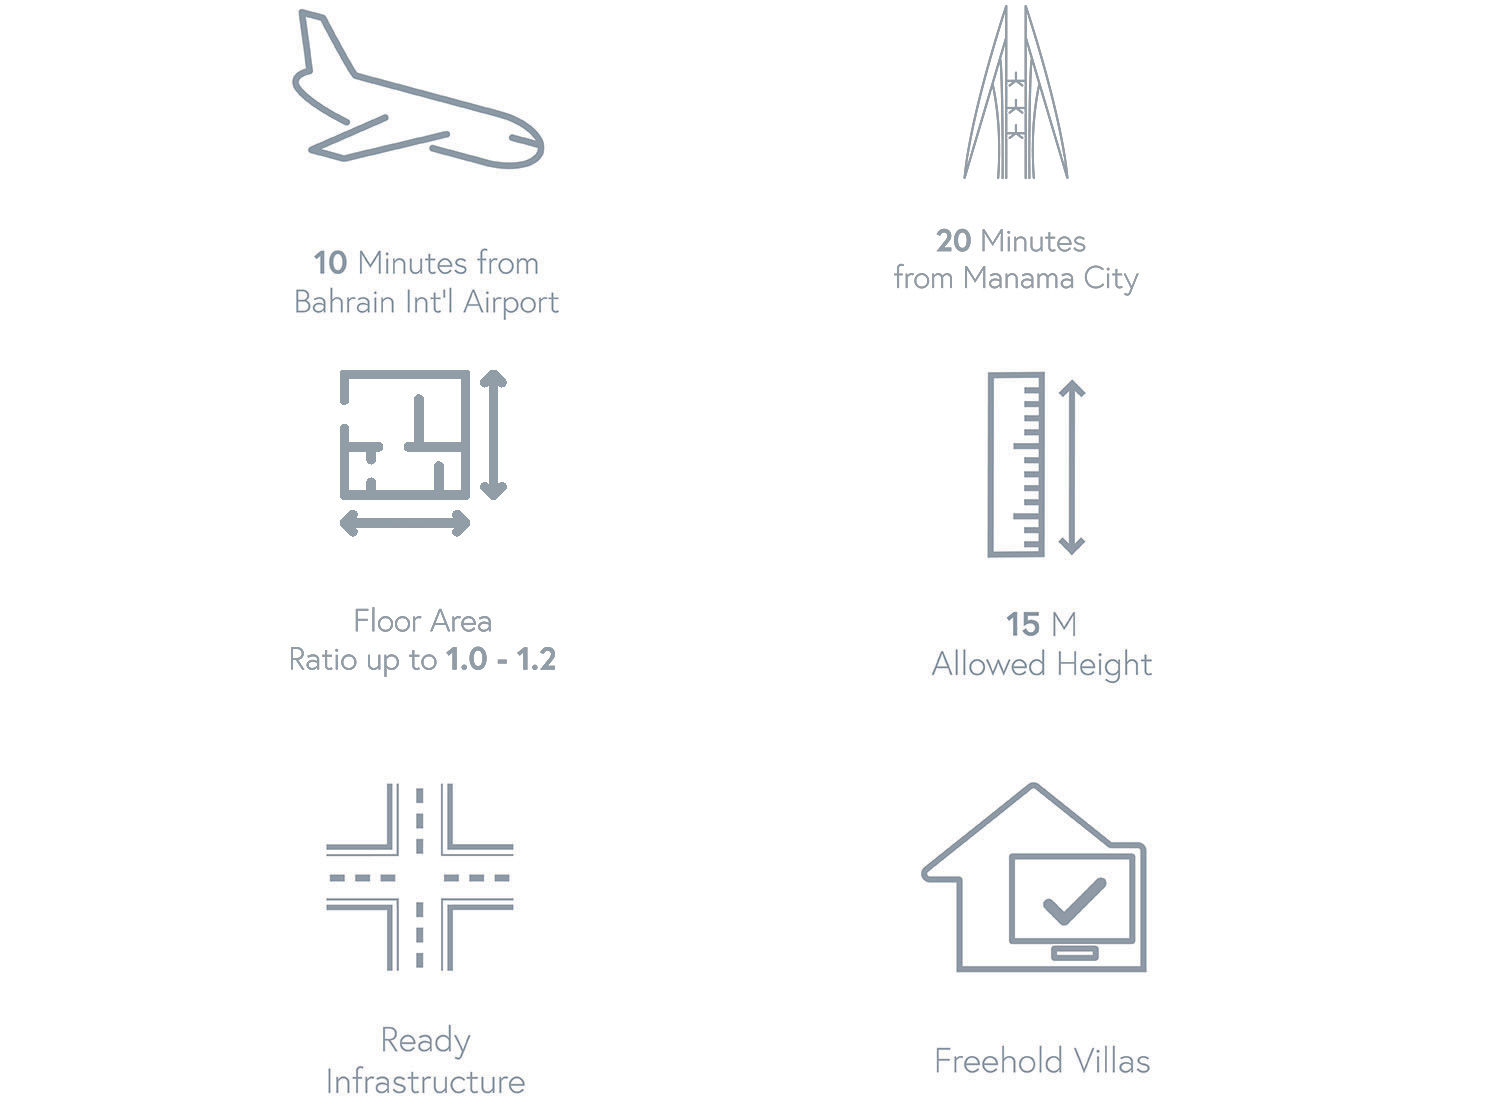 10 Minutes from
Bahrain Int'l Airport
20 Minutes
from Manama City
Floor Area
Ratio up to 1.0 - 1.2
15 M
Allowed Height
Ready
Infrastructure
Freehold Villas